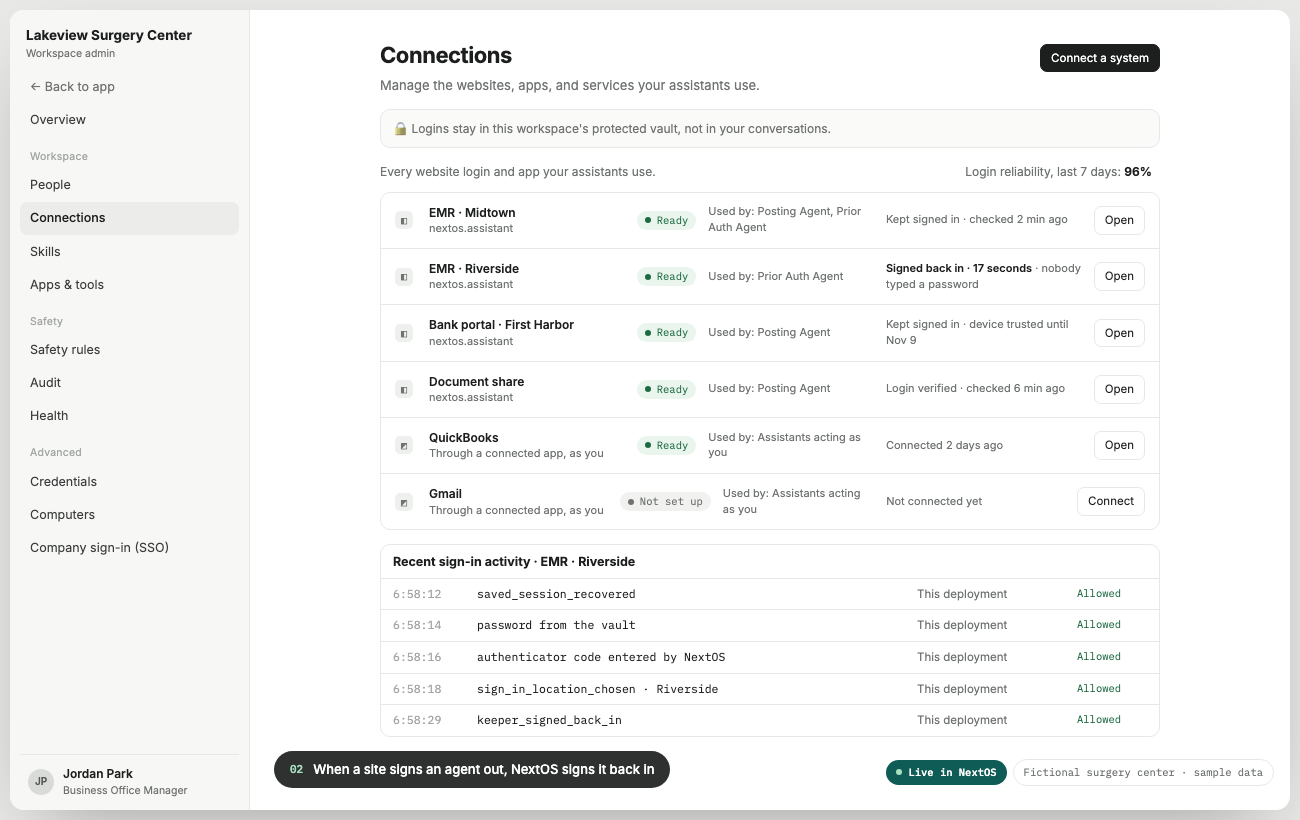 Lakeview Surgery Center
Workspace admin
← Back to app
Overview
Workspace
People
Connections
Skills
Apps & tools
Safety
Safety rules
Audit
Health
Advanced
Credentials
Computers
Company sign-in (SSO)
JP
Jordan Park
Business Office Manager
Connections
Connect a system
Manage the websites, apps, and services your assistants use.
🔒 Logins stay in this workspace's protected vault, not in your conversations.
Every website login and app your assistants use.
Login reliability, last 7 days: 96%
EMR · Midtown
nextos.assistant
Ready
Used by: Posting Agent, Prior
Auth Agent
Kept signed in · checked 2 min ago
Open
EMR · Riverside
nextos.assistant
Ready
Used by: Prior Auth Agent
Signed back in · 17 seconds · nobody
typed a password
Open
Bank portal · First Harbor
nextos.assistant
Ready
Used by: Posting Agent
Kept signed in · device trusted until
Nov 9
Open
Document share
nextos.assistant
Ready
Used by: Posting Agent
Login verified · checked 6 min ago
Open
QuickBooks
Through a connected app, as you
Ready
Used by: Assistants acting as
you
Connected 2 days ago
Open
Gmail
Through a connected app, as you
Not set up
Used by: Assistants acting
as you
Not connected yet
Connect
Recent sign-in activity · EMR · Riverside
6:58:12 saved_session_recovered This deployment Allowed
6:58:14 password from the vault This deployment Allowed
6:58:16 authenticator code entered by NextOS This deployment Allowed
6:58:18 sign_in_location_chosen · Riverside This deployment Allowed
6:58:29 keeper_signed_back_in This deployment Allowed
02 When a site signs an agent out, NextOS signs it back in
Live in NextOS
Fictional surgery center · sample data